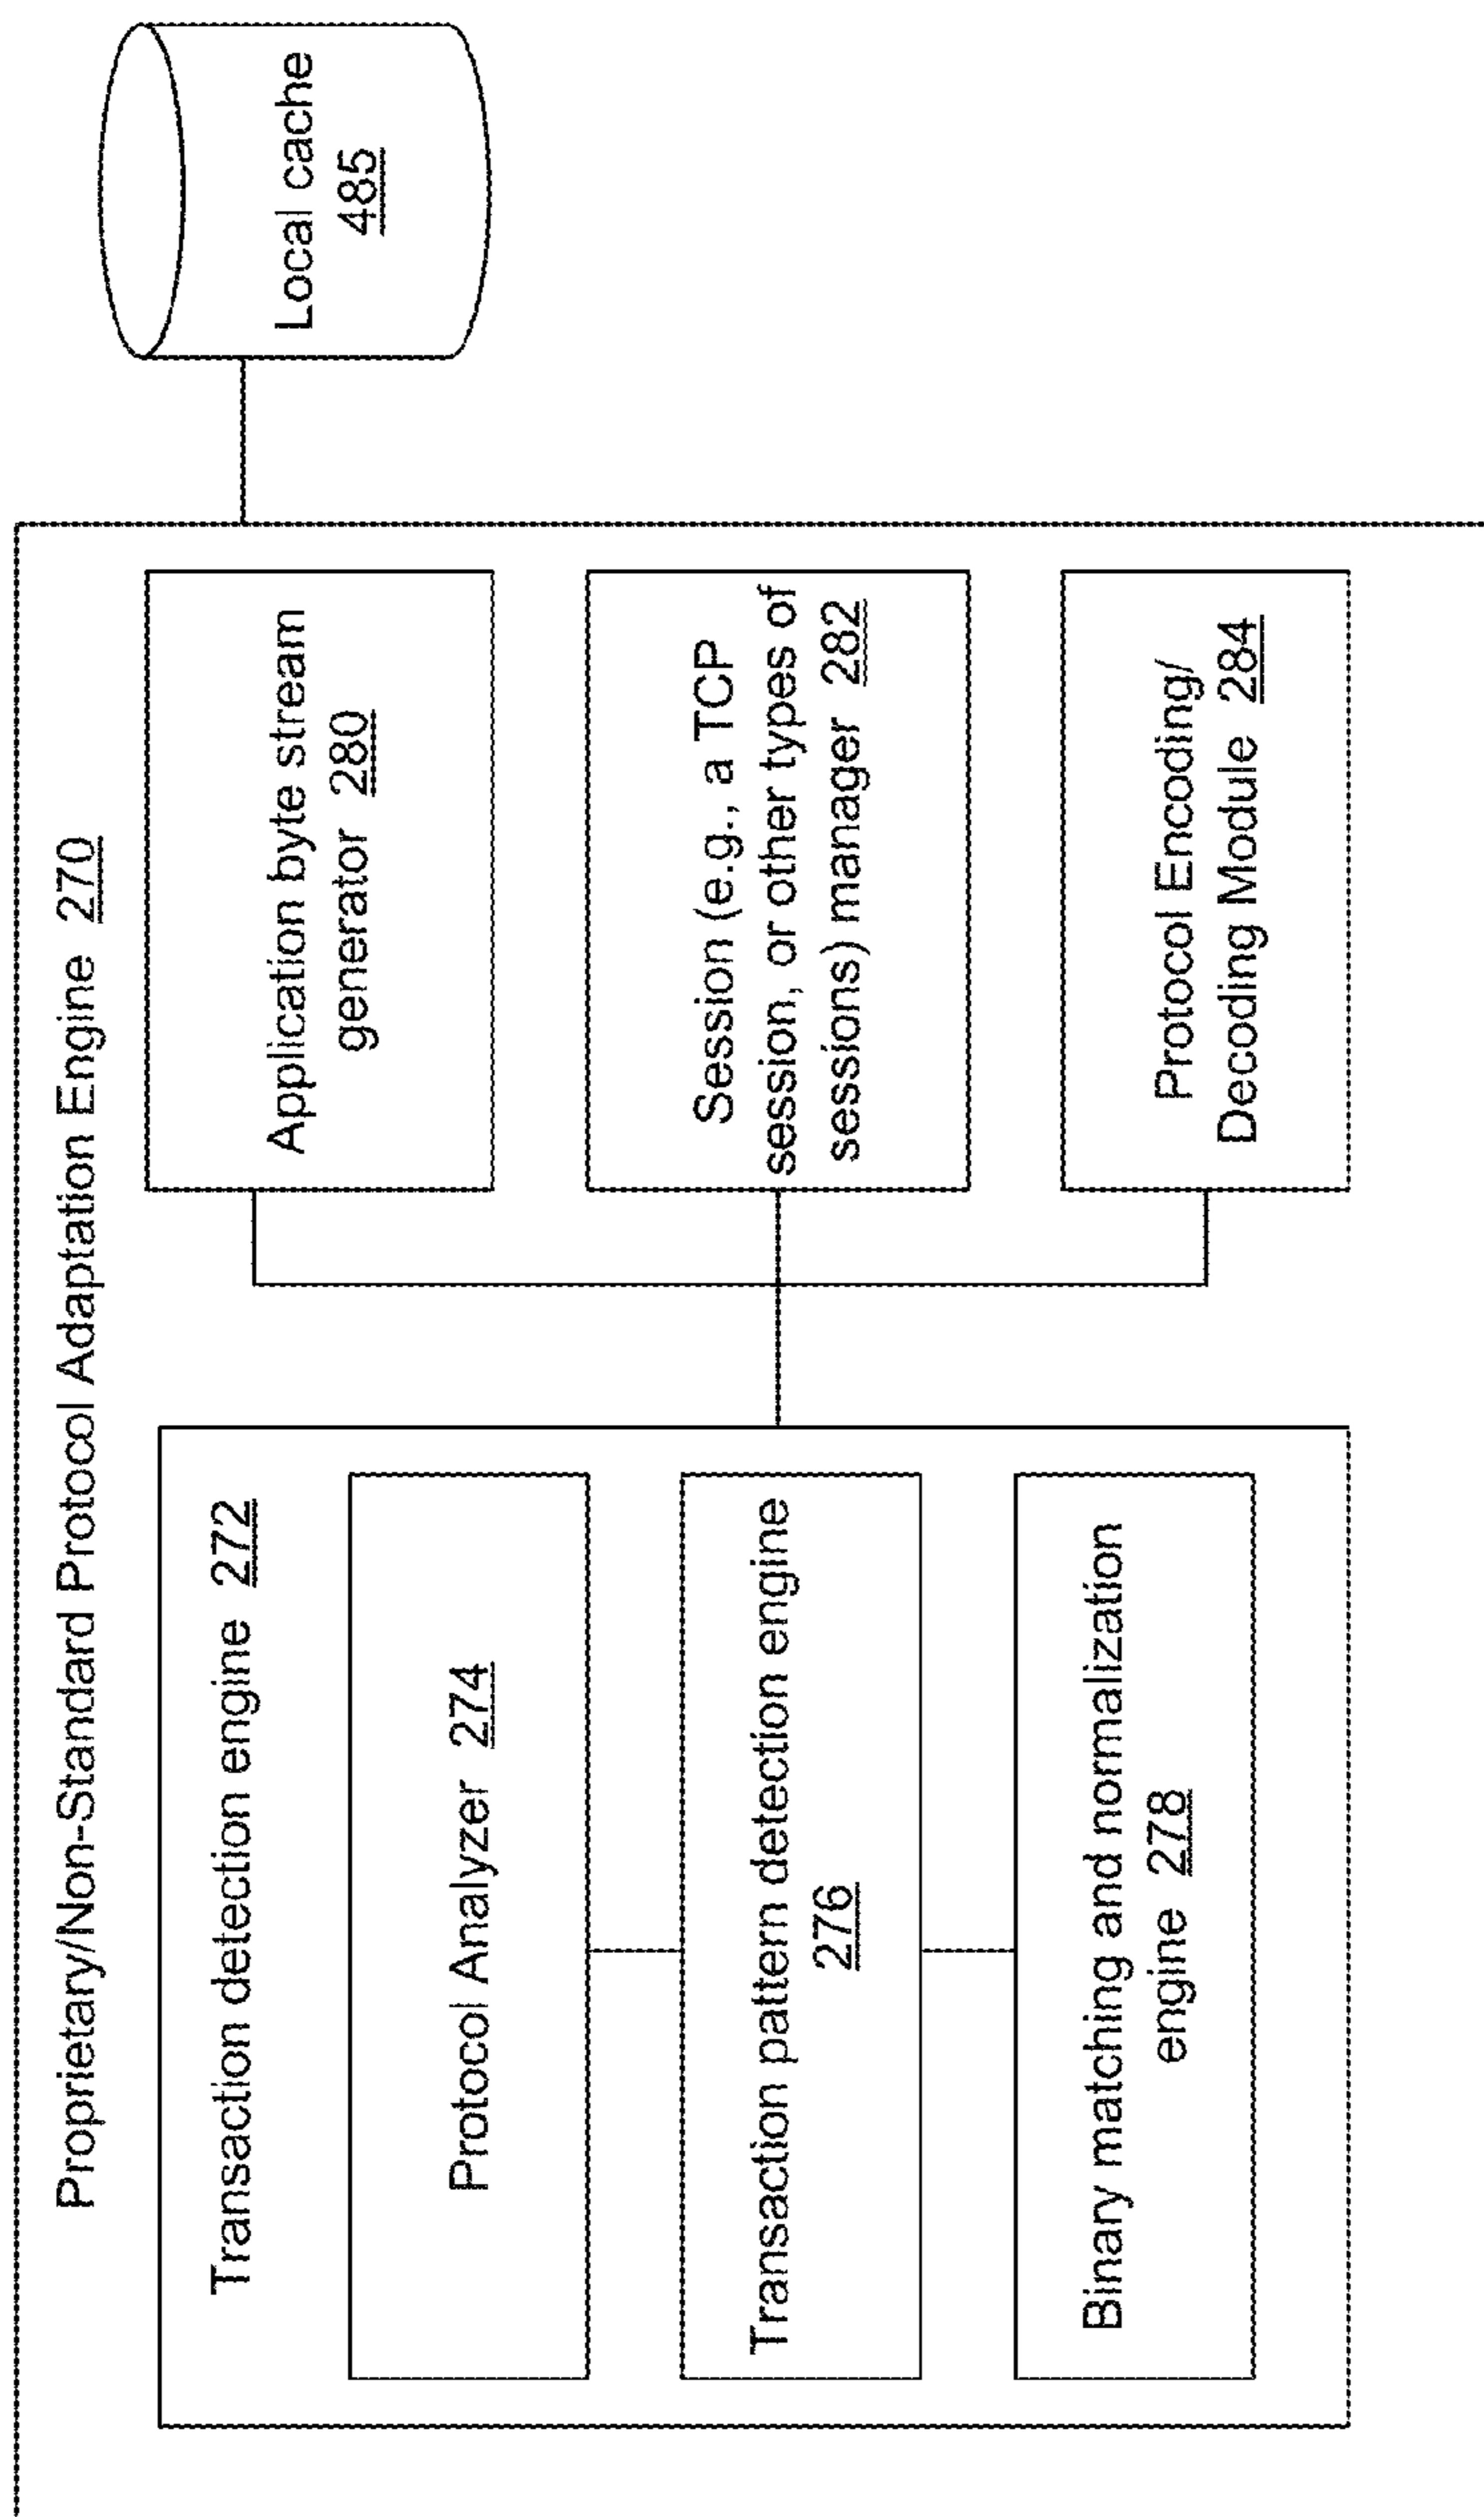 Proprietary/Non-Standard Protocol Adaptation Engine 270
Transaction detection engine 272
Protocol Analyzer 274
Transaction pattern detection engine
276
Binary matching and normalization
engine 278
Application byte stream
generator 280
Session (e.g., a TCP
session, or other types of
sessions) manager 282
Protocol Encoding/
Decoding Module 284
Local cache
485